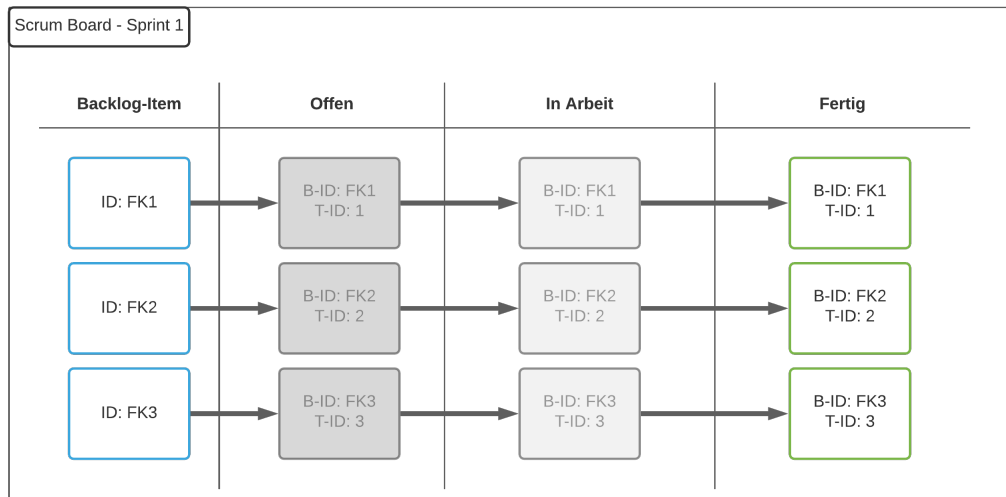 Scrum Board - Sprint 1
Backlog-Item
Offen
In Arbeit
Fertig
ID: FK1
B-ID: FK1
T-ID: 1
B-ID: FK1
T-ID: 1
B-ID: FK1
T-ID: 1
ID: FK2
B-ID: FK2
T-ID: 2
B-ID: FK2
T-ID: 2
B-ID: FK2
T-ID: 2
ID: FK3
B-ID: FK3
T-ID: 3
B-ID: FK3
T-ID: 3
B-ID: FK3
T-ID: 3